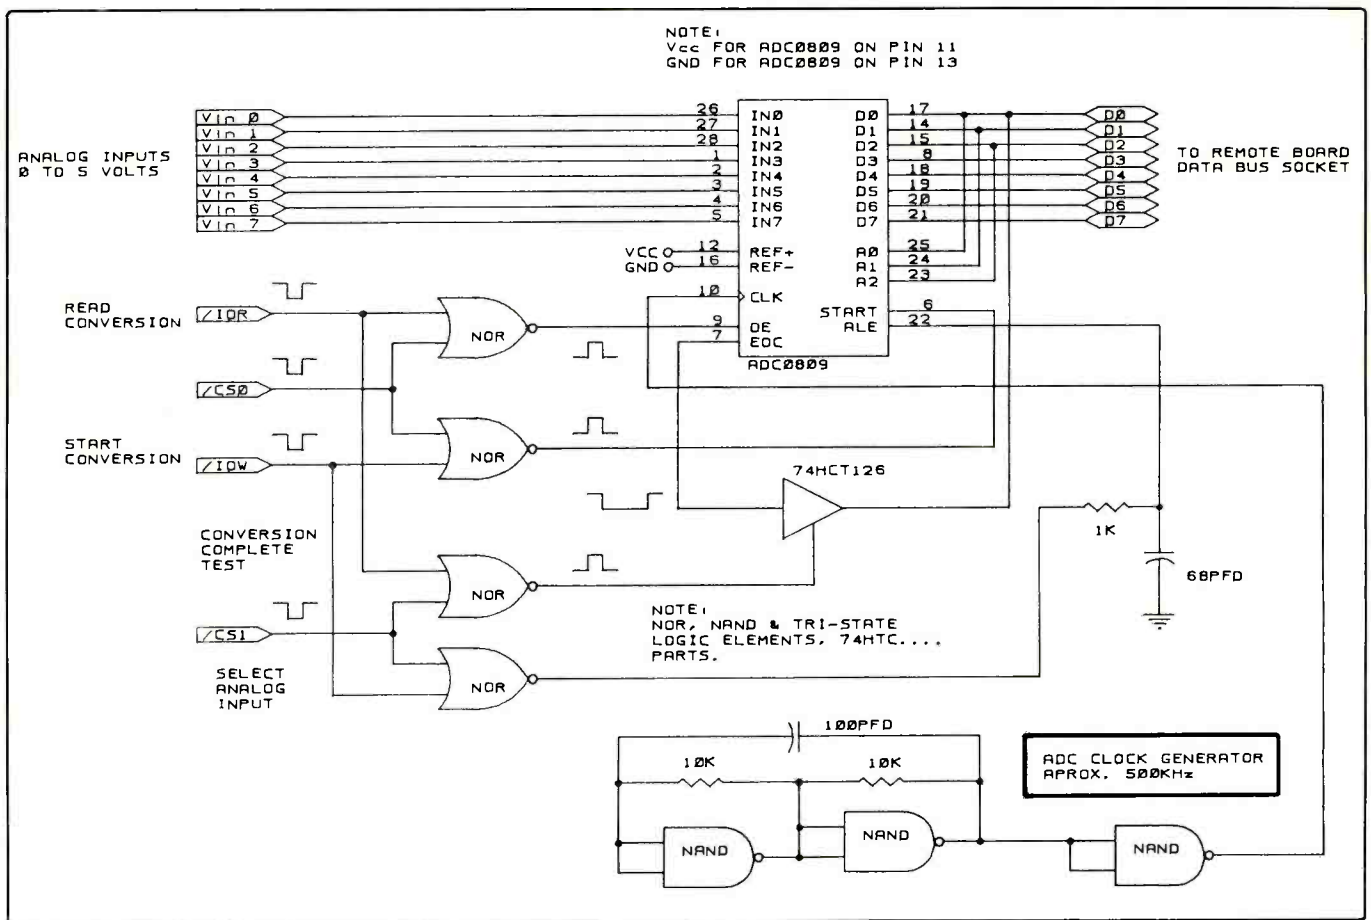 NOTE:
Vcc FOR ADC0809 ON PIN 11
GND FOR ADC0809 ON PIN 13
ANALOG INPUTS
0 TO 5 VOLTS
Vin 0
Vin 1
Vin 2
Vin 3
Vin 4
Vin 5
Vin 6
Vin 7
26
27
28
1
2
3
4
5
IN0
IN1
IN2
IN3
IN4
IN5
IN6
IN7
D0
D1
D2
D3
D4
D5
D6
D7
17
14
15
8
18
19
20
21
D0
D1
D2
D3
D4
D5
D6
D7
TO REMOTE BOARD
DATA BUS SOCKET
VCC 12 REF+
GND 16 REF-
A0 25
A1 24
A2 23
10 CLK
START 6
ALE 22
9 OE
7 EOC
ADC0809
READ
CONVERSION
/IOR
NOR
/CS0
START
CONVERSION
/IOW
NOR
74HCT126
1K
68PFD
CONVERSION
COMPLETE
TEST
NOR
/CS1
SELECT
ANALOG
INPUT
NOR
NOTE:
NOR, NAND & TRI-STATE
LOGIC ELEMENTS, 74HTC....
PARTS.
100PFD
10K
10K
ADC CLOCK GENERATOR
APROX. 500KHz
NAND
NAND
NAND